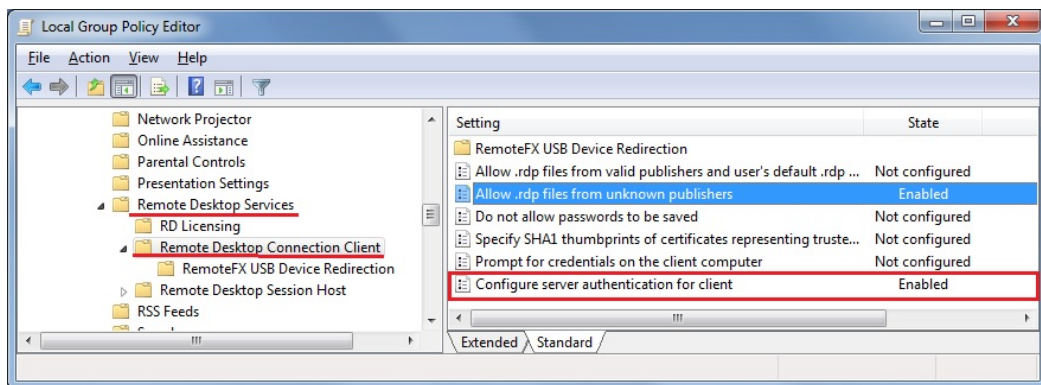 Local Group Policy Editor
File Action View Help
Network Projector
Online Assistance
Parental Controls
Presentation Settings
Remote Desktop Services
RD Licensing
Remote Desktop Connection Client
RemoteFX USB Device Redirection
Remote Desktop Session Host
RSS Feeds
Setting State
RemoteFX USB Device Redirection
Allow .rdp files from valid publishers and user's default .rdp ... Not configured
Allow .rdp files from unknown publishers Enabled
Do not allow passwords to be saved Not configured
Specify SHA1 thumbprints of certificates representing truste... Not configured
Prompt for credentials on the client computer Not configured
Configure server authentication for client Enabled
Extended Standard